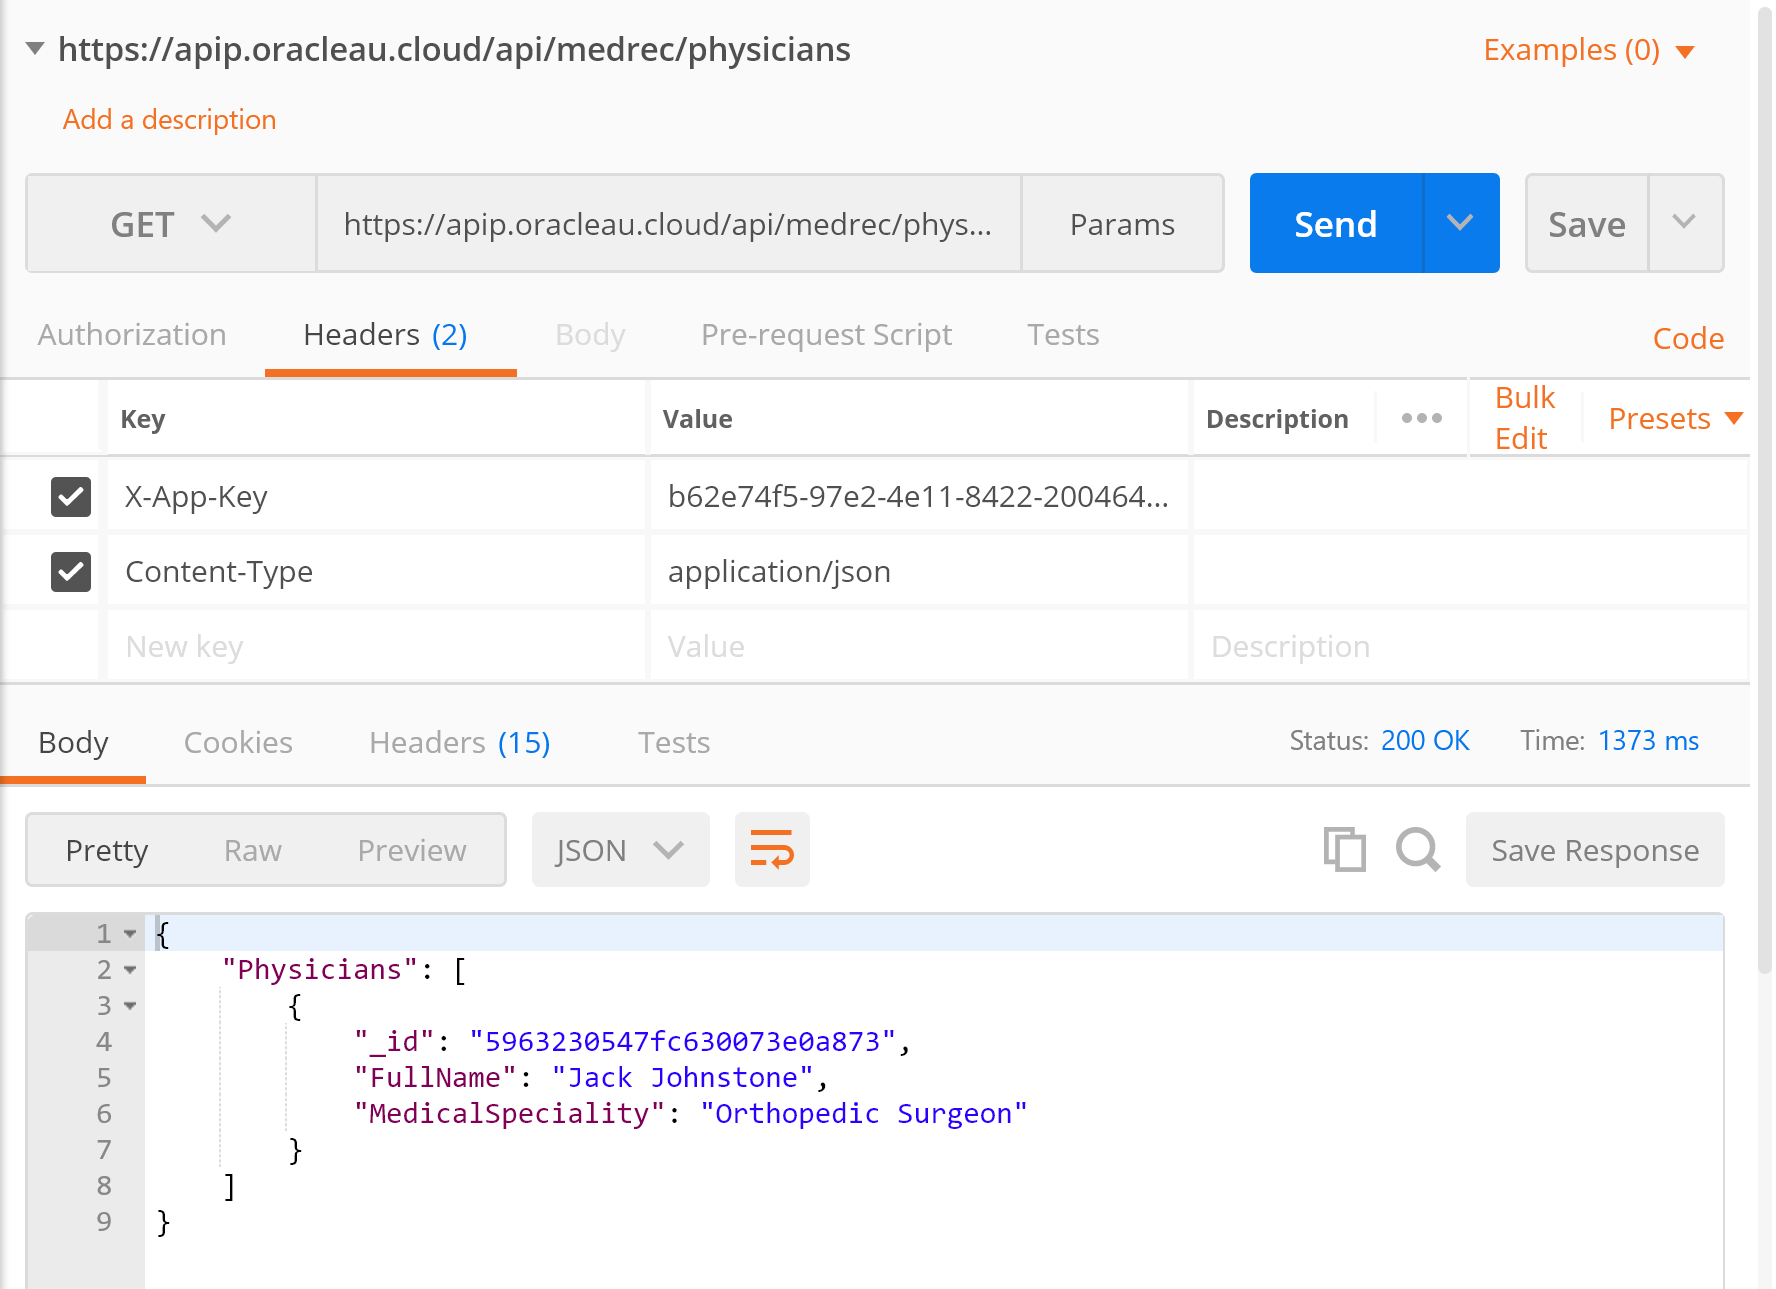 https://apip.oracleau.cloud/api/medrec/physicians
Examples (0)
Add a description
GET
https://apip.oracleau.cloud/api/medrec/phys...
Params
Send
Save
Authorization
Headers (2)
Body
Pre-request Script
Tests
Code
Key
Value
Description
Bulk
Edit
Presets
X-App-Key
b62e74f5-97e2-4e11-8422-200464...
Content-Type
application/json
New key
Value
Description
Body
Cookies
Headers (15)
Tests
Status: 200 OK
Time: 1373 ms
Pretty
Raw
Preview
JSON
Save Response
1 {
2 "Physicians": [
3 {
4 "_id": "5963230547fc630073e0a873",
5 "FullName": "Jack Johnstone",
6 "MedicalSpeciality": "Orthopedic Surgeon"
7 }
8 ]
9 }